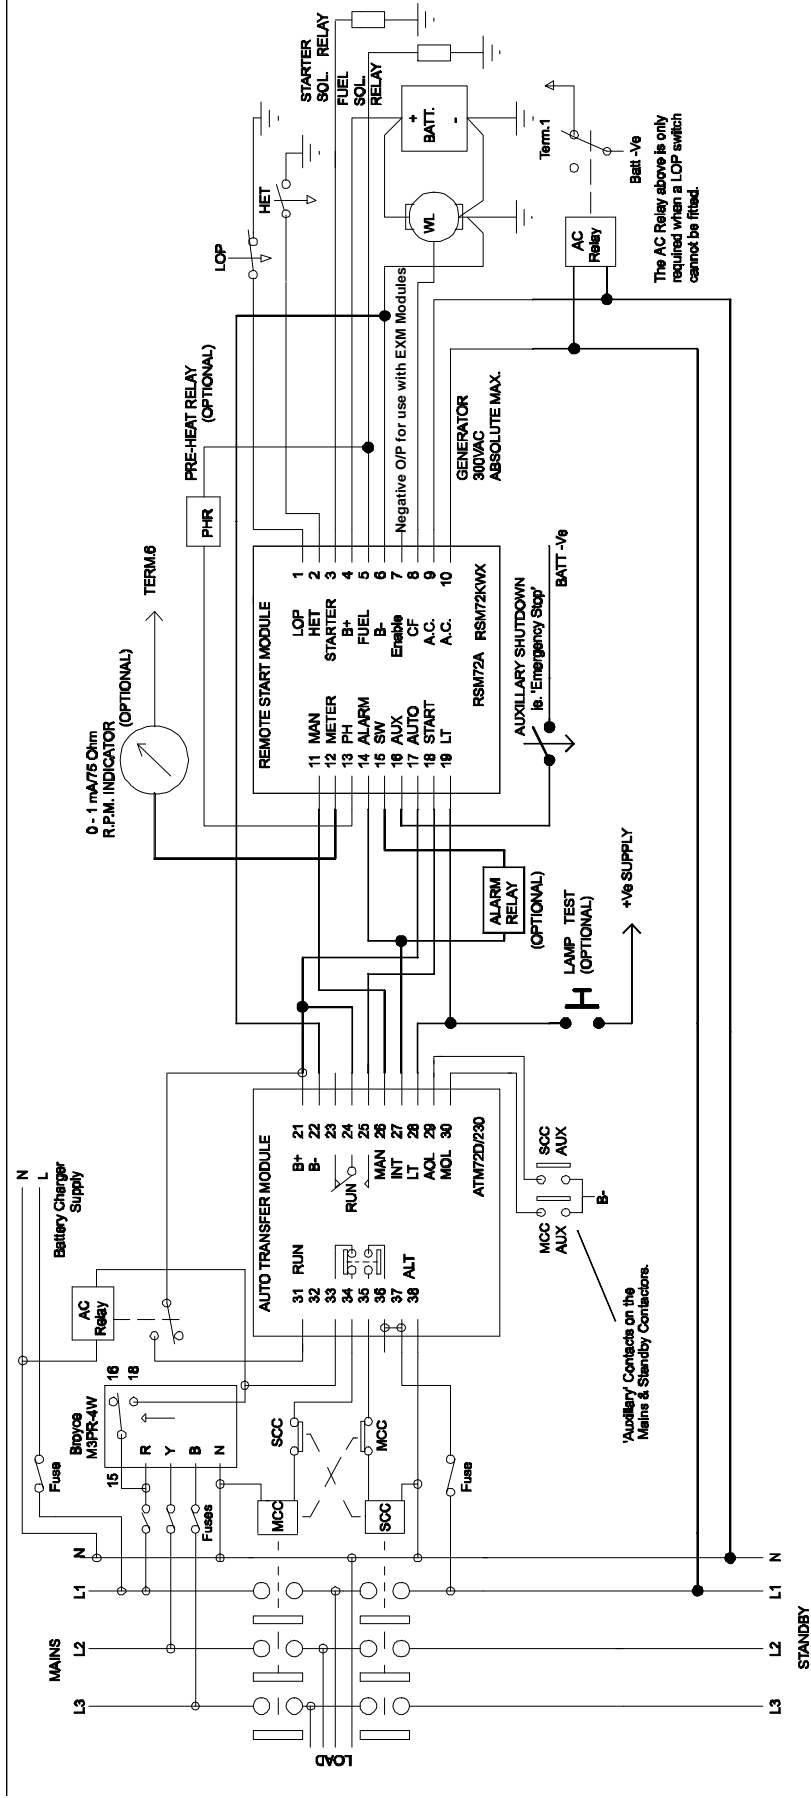 N
L
Battery Charger
Supply
AC
Relay
Broyce
M3PR-4W
16
18
15
R
Y
B
N
Fuse
Fuses
MAINS
N
L1
L2
L3
LOAD
MCC
SCC
SCC
MCC
Fuse
N
L1
L2
L3
STANDBY
AUTO TRANSFER MODULE
31 RUN
32
33
34
35
36
37 ALT
38
B+ 21
B- 22
23
24
RUN 25
MAN 26
INT 27
LT 28
AOL 29
MOL 30
ATM72D/230
MCC
AUX
SCC
AUX
B-
'Auxillary' Contacts on the
Mains & Standby Contactors.
0 - 1 mA/75 Ohm
R.P.M. INDICATOR
(OPTIONAL)
TERM.6
ALARM
RELAY
(OPTIONAL)
LAMP TEST
(OPTIONAL)
+Ve SUPPLY
REMOTE START MODULE
11 MAN
12 METER
13 PH
14 ALARM
15 SW
16 AUX
17 AUTO
18 START
19 LT
LOP 1
HET 2
STARTER 3
B+ 4
FUEL 5
B- 6
Enable 7
CF 8
A.C. 9
A.C. 10
RSM72A RSM72KWX
AUXILLARY SHUTDOWN
ie. 'Emergency Stop'
BATT -Ve
PHR
PRE-HEAT RELAY
(OPTIONAL)
LOP
HET
STARTER
SOL. RELAY
FUEL
SOL.
RELAY
+
BATT.
-
WL
Negative O/P for use with EXM Modules
GENERATOR
300VAC
ABSOLUTE MAX.
AC
Relay
Term.1
Batt -Ve
The AC Relay above is only
required when a LOP switch
cannot be fitted.